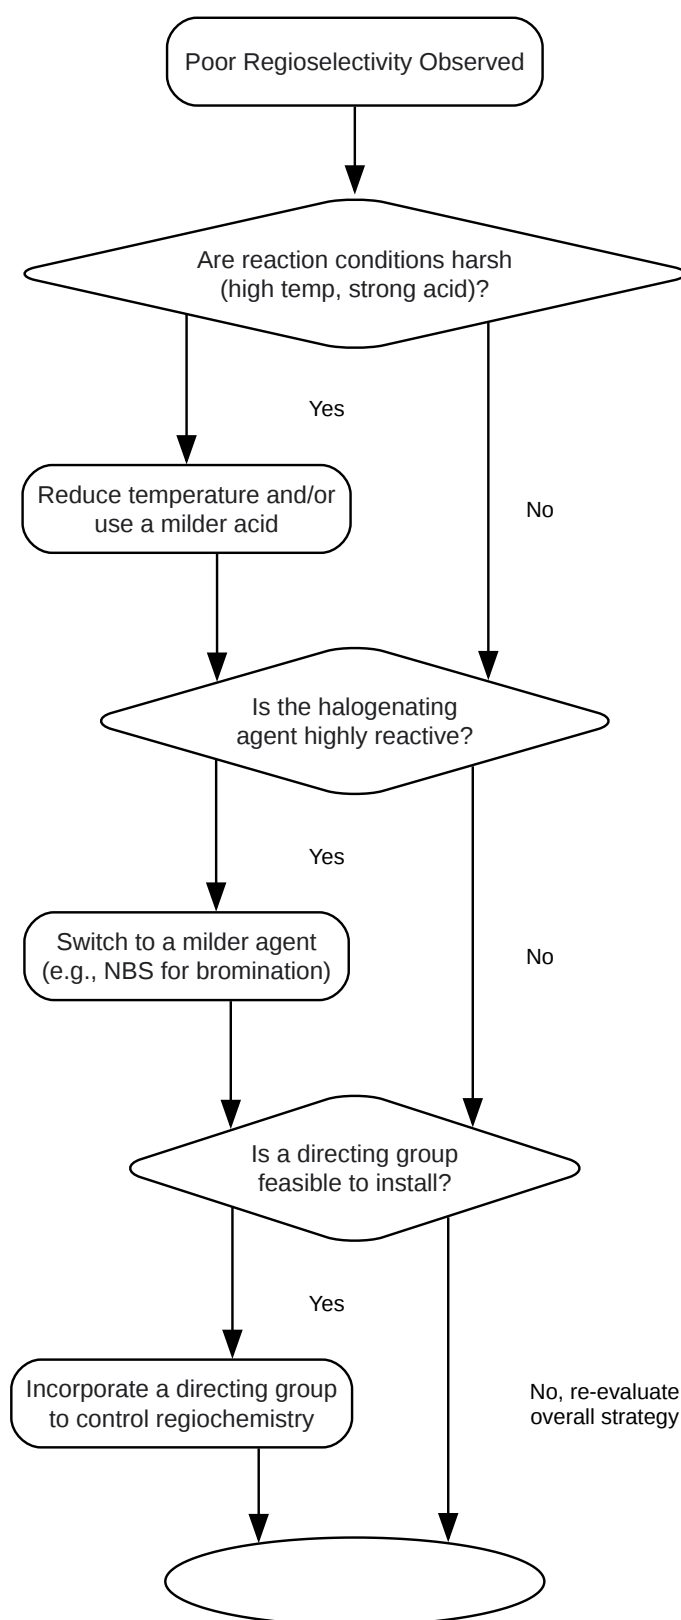 Poor Regioselectivity Observed
Are reaction conditions harsh
(high temp, strong acid)?
Yes
Reduce temperature and/or
use a milder acid
No
Is the halogenating
agent highly reactive?
Yes
Switch to a milder agent
(e.g., NBS for bromination)
No
Is a directing group
feasible to install?
Yes
Incorporate a directing group
to control regiochemistry
No, re-evaluate
overall strategy